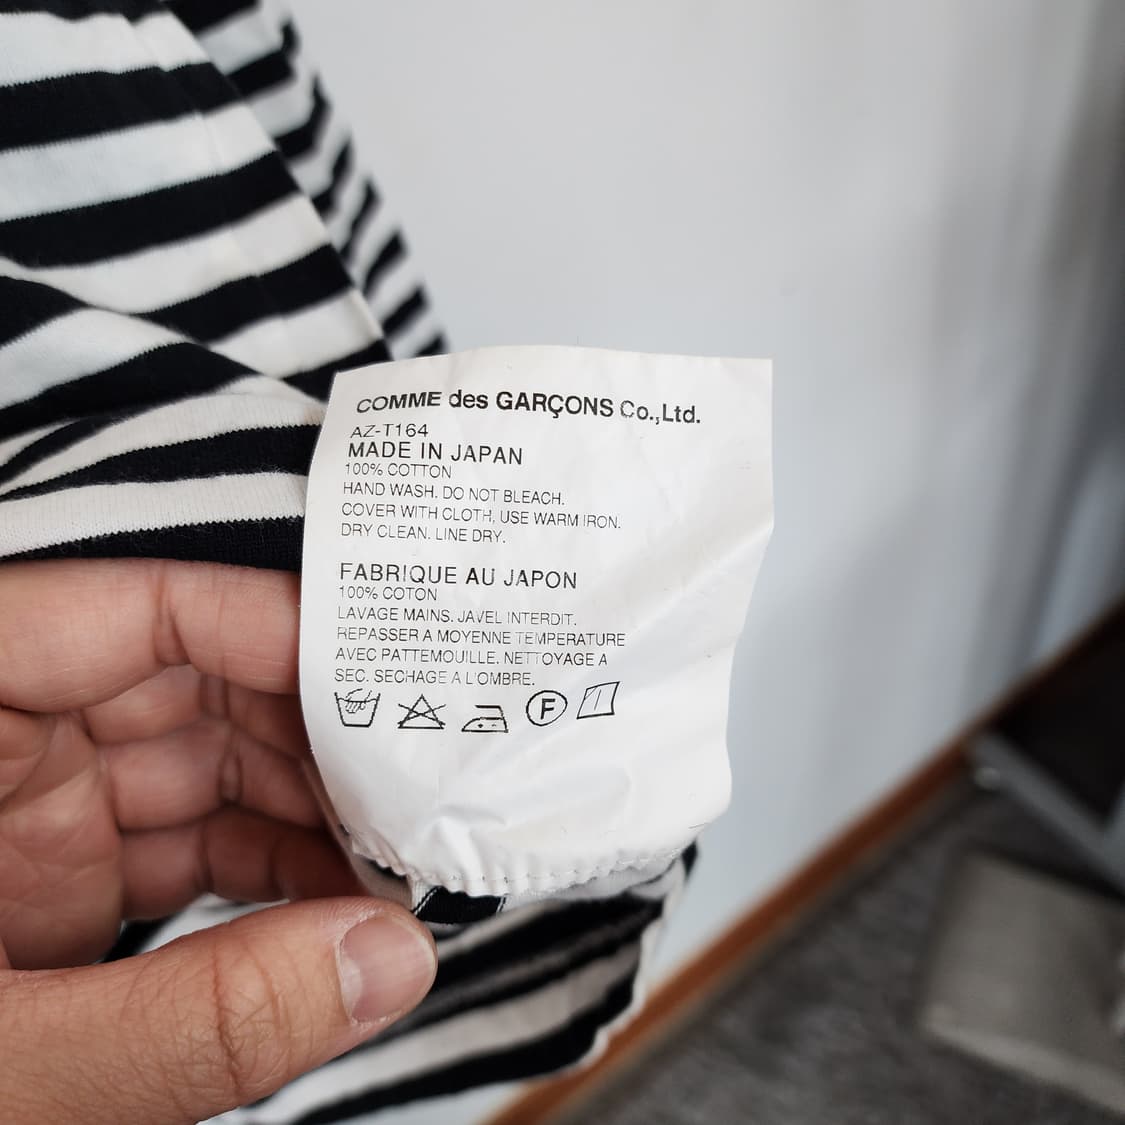 COMME des GARÇONS Co.,Ltd.
AZ-T164
MADE IN JAPAN
100% COTTON
HAND WASH. DO NOT BLEACH.
COVER WITH CLOTH, USE WARM IRON.
DRY CLEAN. LINE DRY.
FABRIQUE AU JAPON
100% COTON
LAVAGE MAINS. JAVEL INTERDIT.
REPASSER A MOYENNE TEMPERATURE
AVEC PATTEMOUILLE. NETTOYAGE A
SEC. SECHAGE A L'OMBRE.
F